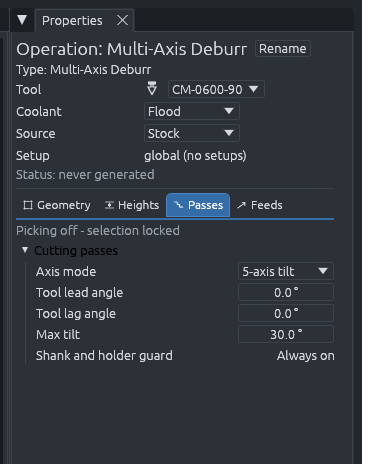 Properties
Operation: Multi-Axis Deburr Rename
Type: Multi-Axis Deburr
Tool CM-0600-90
Coolant Flood
Source Stock
Setup global (no setups)
Status: never generated
Geometry Heights Passes Feeds
Picking off - selection locked
Cutting passes
Axis mode 5-axis tilt
Tool lead angle 0.0°
Tool lag angle 0.0°
Max tilt 30.0°
Shank and holder guard Always on